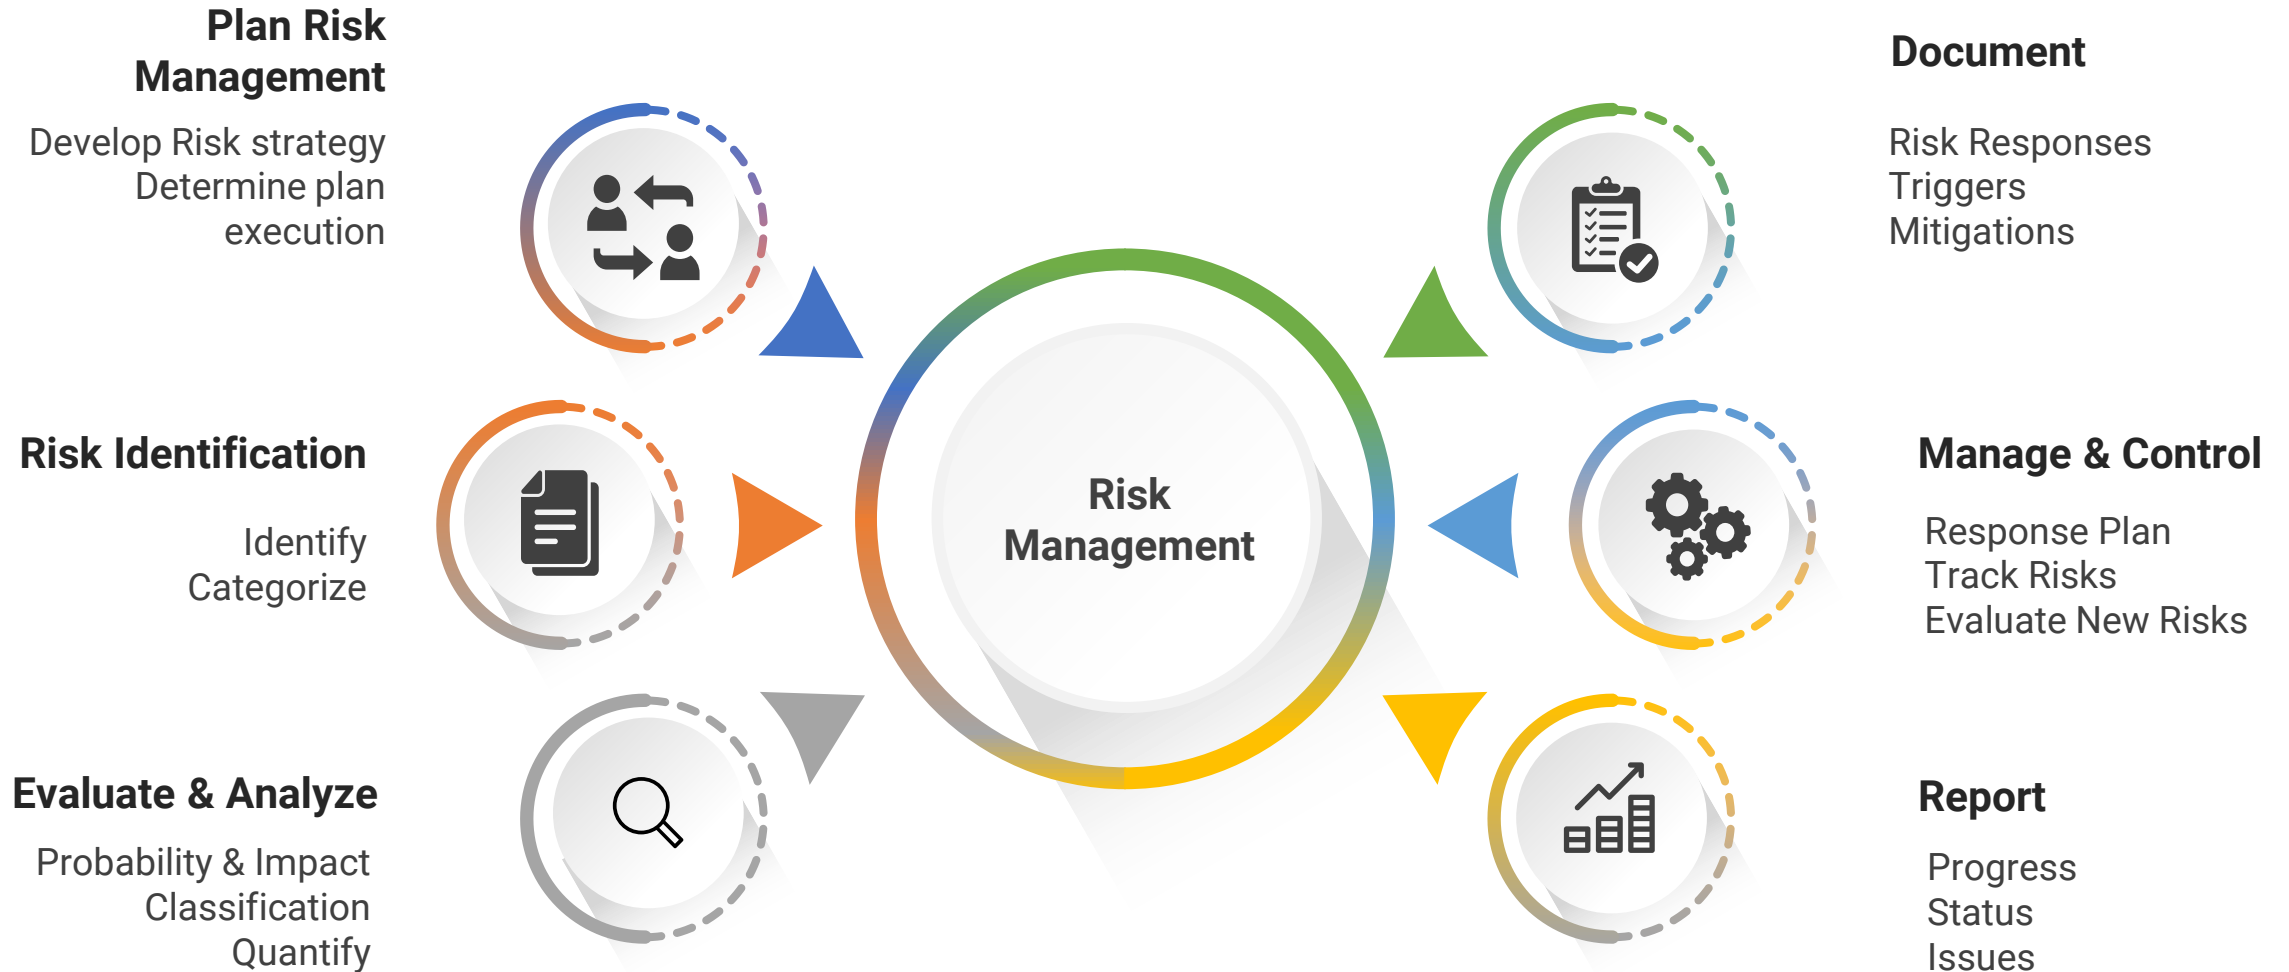 Plan Risk
Management
Develop Risk strategy
Determine plan
execution
Risk Identification
Identify
Categorize
Evaluate & Analyze
Probability & Impact
Classification
Quantify
Risk
Management
Document
Risk Responses
Triggers
Mitigations
Manage & Control
Response Plan
Track Risks
Evaluate New Risks
Report
Progress
Status
Issues